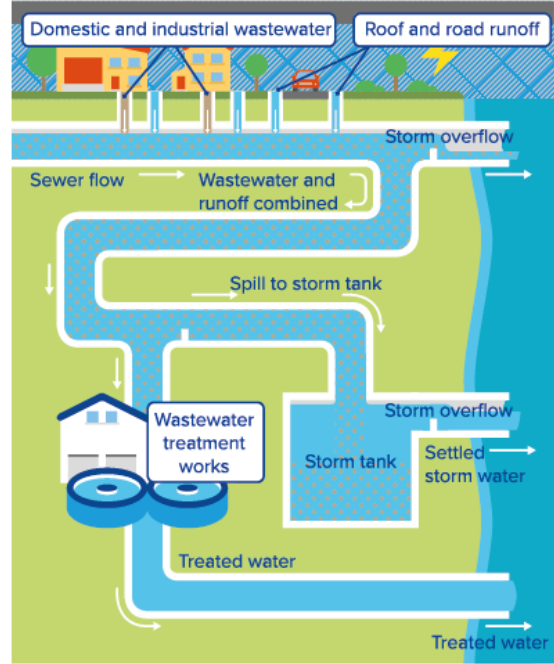 Domestic and industrial wastewater
Roof and road runoff
Storm overflow
Sewer flow
Wastewater and
runoff combined
Spill to storm tank
Wastewater
treatment
works
Storm overflow
Storm tank
Settled
storm water
Treated water
Treated water